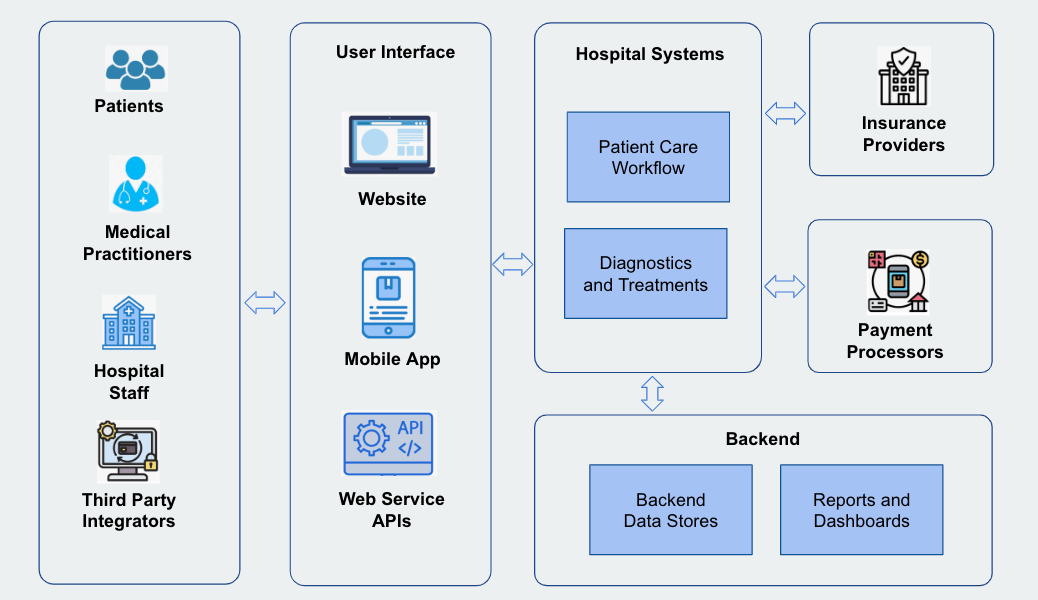 Patients
Medical
Practitioners
Hospital
Staff
Third Party
Integrators
User Interface
Website
Mobile App
API
</>
Web Service
APIs
Hospital Systems
Patient Care
Workflow
Diagnostics
and Treatments
Insurance
Providers
$
Payment
Processors
Backend
Backend
Data Stores
Reports and
Dashboards